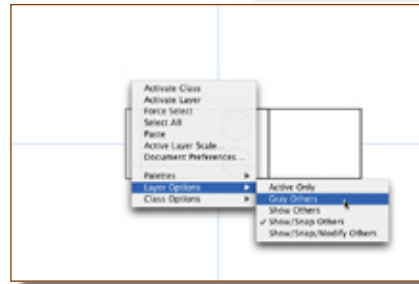 Activate Class
Activate Layer
Force Select
Select All
Paste
Active Layer Scale...
Document Preferences...
Palettes
Layer Options
Class Options
Active Only
Gray Others
Show Others
✓ Show/Snap Others
Show/Snap/Modify Others